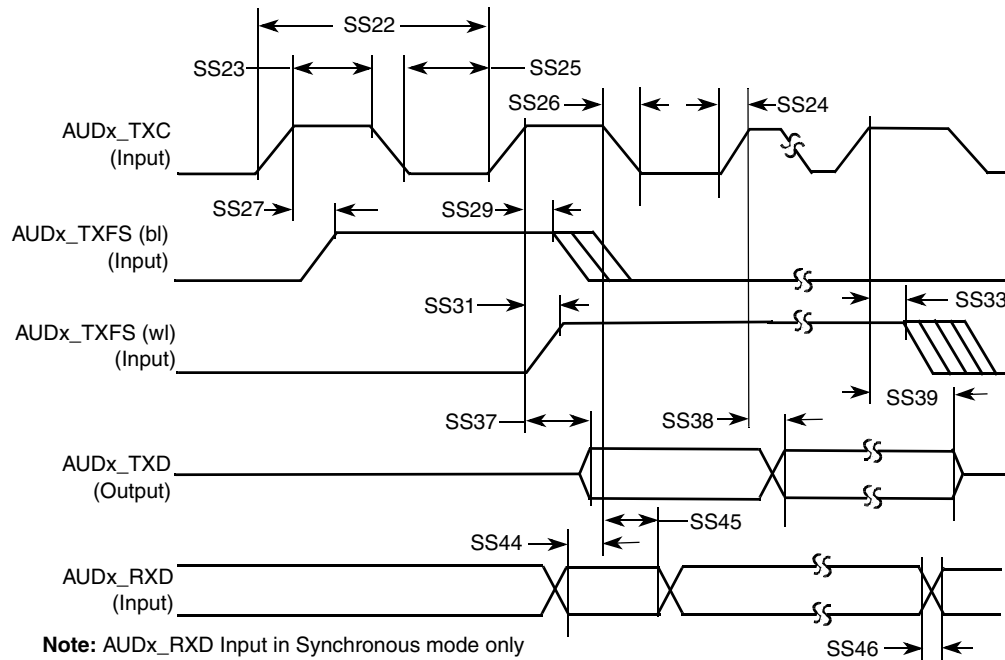 SS22
SS23
SS25
SS26
SS24
AUDx_TXC
(Input)
SS27
SS29
AUDx_TXFS (bl)
(Input)
SS31
SS33
AUDx_TXFS (wl)
(Input)
SS39
SS37
SS38
AUDx_TXD
(Output)
SS45
SS44
AUDx_RXD
(Input)
Note: AUDx_RXD Input in Synchronous mode only
SS46